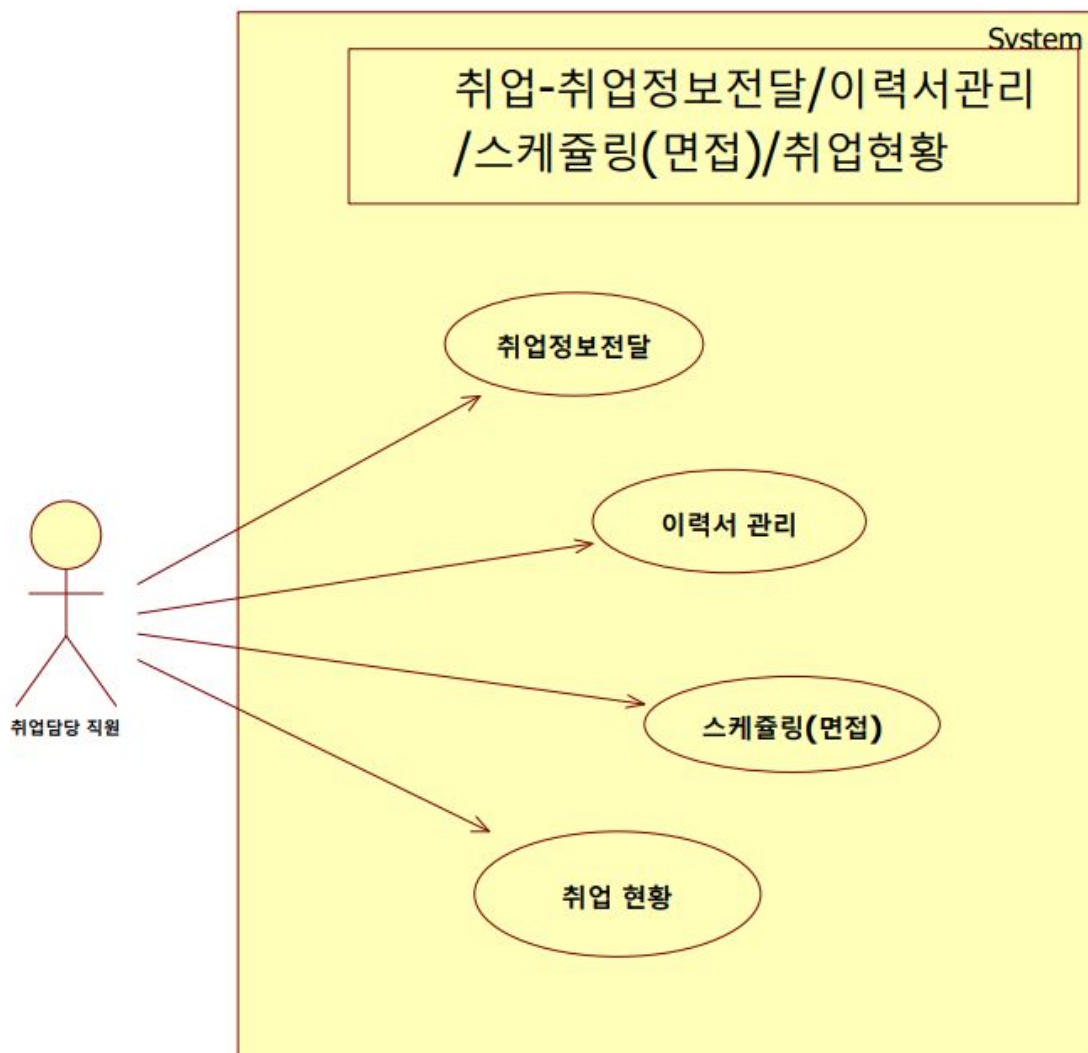 System
취업-취업정보전달/이력서관리
/스케쥴링(면접)/취업현황
취업정보전달
이력서 관리
스케쥴링(면접)
취업담당 직원
취업 현황